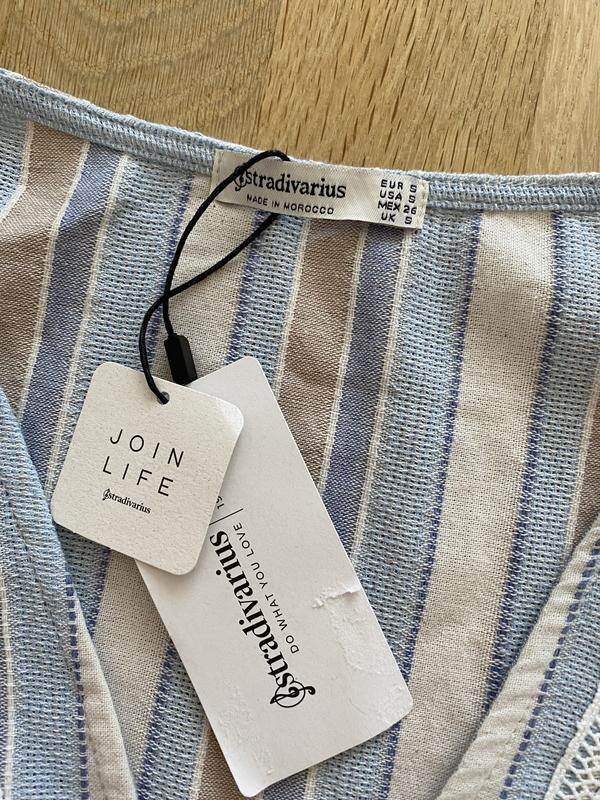 stradivarius
MADE IN MOROCCO
EUR S
USA S
MEX 26
UK S
JOIN
LIFE
stradivarius
stradivarius
DO WHAT YOU LOVE